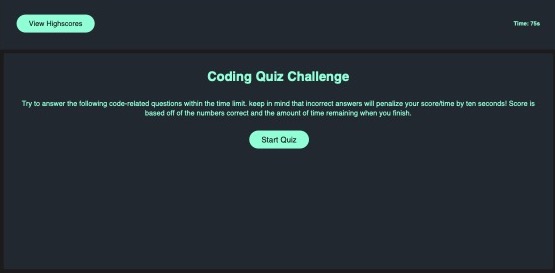 View Highscores
Time: 75s
Coding Quiz Challenge
Try to answer the following code-related questions within the time limit. keep in mind that incorrect answers will penalize your score/time by ten seconds! Score is
based off of the numbers correct and the amount of time remaining when you finish.
Start Quiz